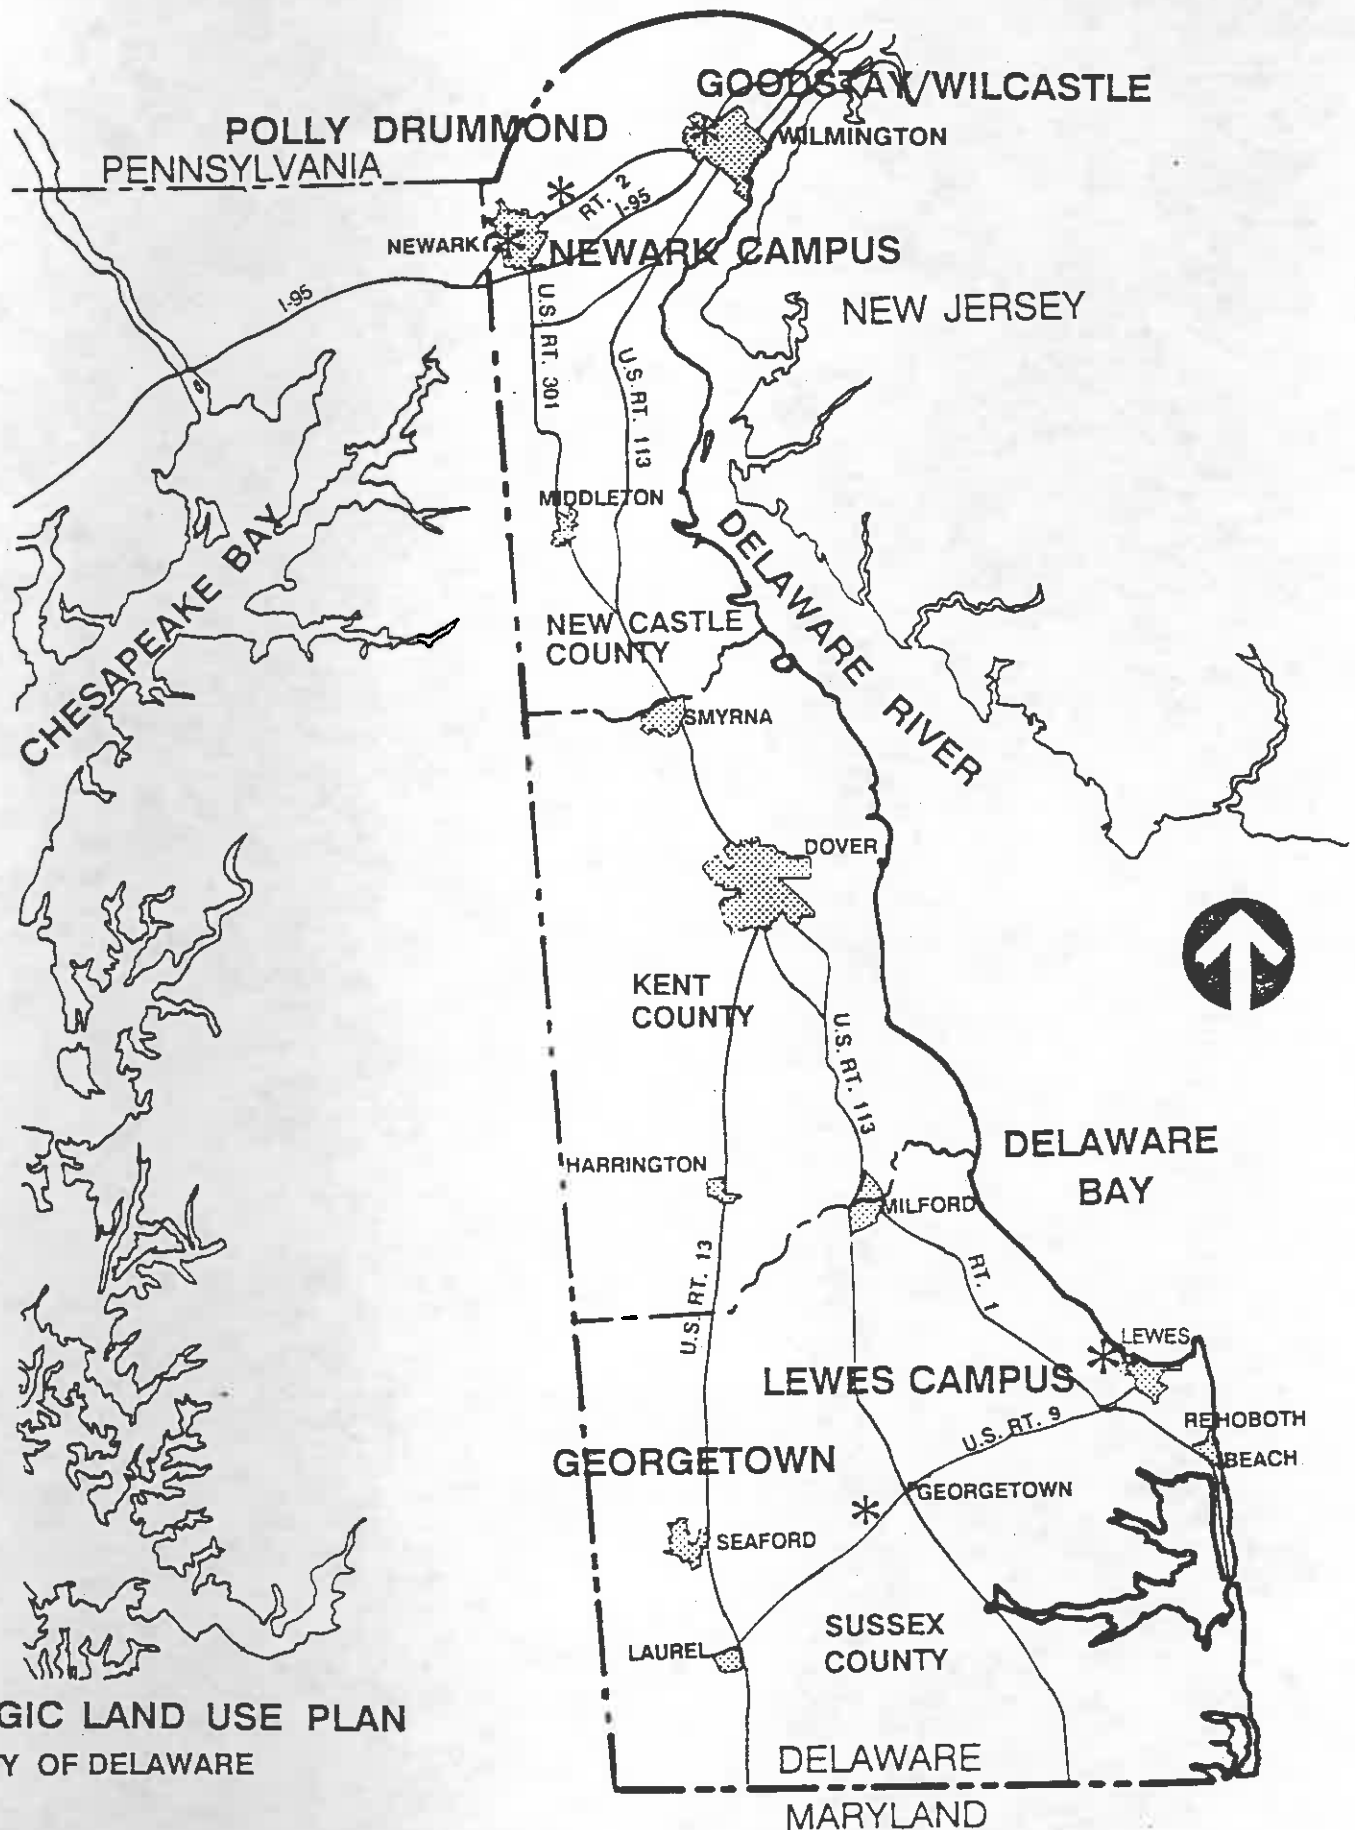 GOODSTAY/WILCASTLE
POLLY DRUMMOND
WILMINGTON
PENNSYLVANIA
RT. 2
I-95
NEWARK
NEWARK CAMPUS
I-95
NEW JERSEY
U.S. RT. 301
U.S. RT. 113
MIDDLETON
CHESAPEAKE BAY
DELAWARE RIVER
NEW CASTLE
COUNTY
SMYRNA
DOVER
KENT
COUNTY
U.S. RT. 113
DELAWARE
BAY
HARRINGTON
MILFORD
U.S. RT. 13
RT. 1
LEWES
LEWES CAMPUS
U.S. RT. 9
REHOBOTH
BEACH
GEORGETOWN
GEORGETOWN
SEAFORD
SUSSEX
COUNTY
LAUREL
GIC LAND USE PLAN
Y OF DELAWARE
DELAWARE
MARYLAND